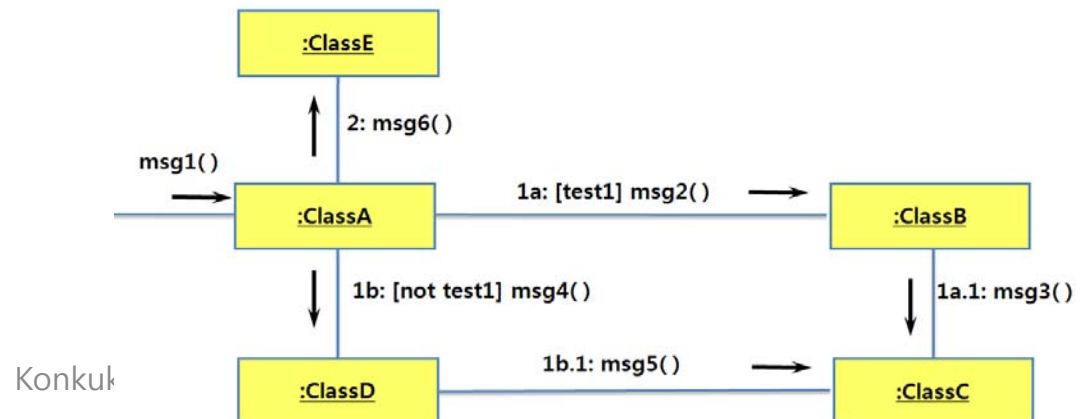 :ClassE
2: msg6( )
msg1( )
:ClassA
1a: [test1] msg2( )
:ClassB
1b: [not test1] msg4( )
1a.1: msg3( )
:ClassD
1b.1: msg5( )
:ClassC